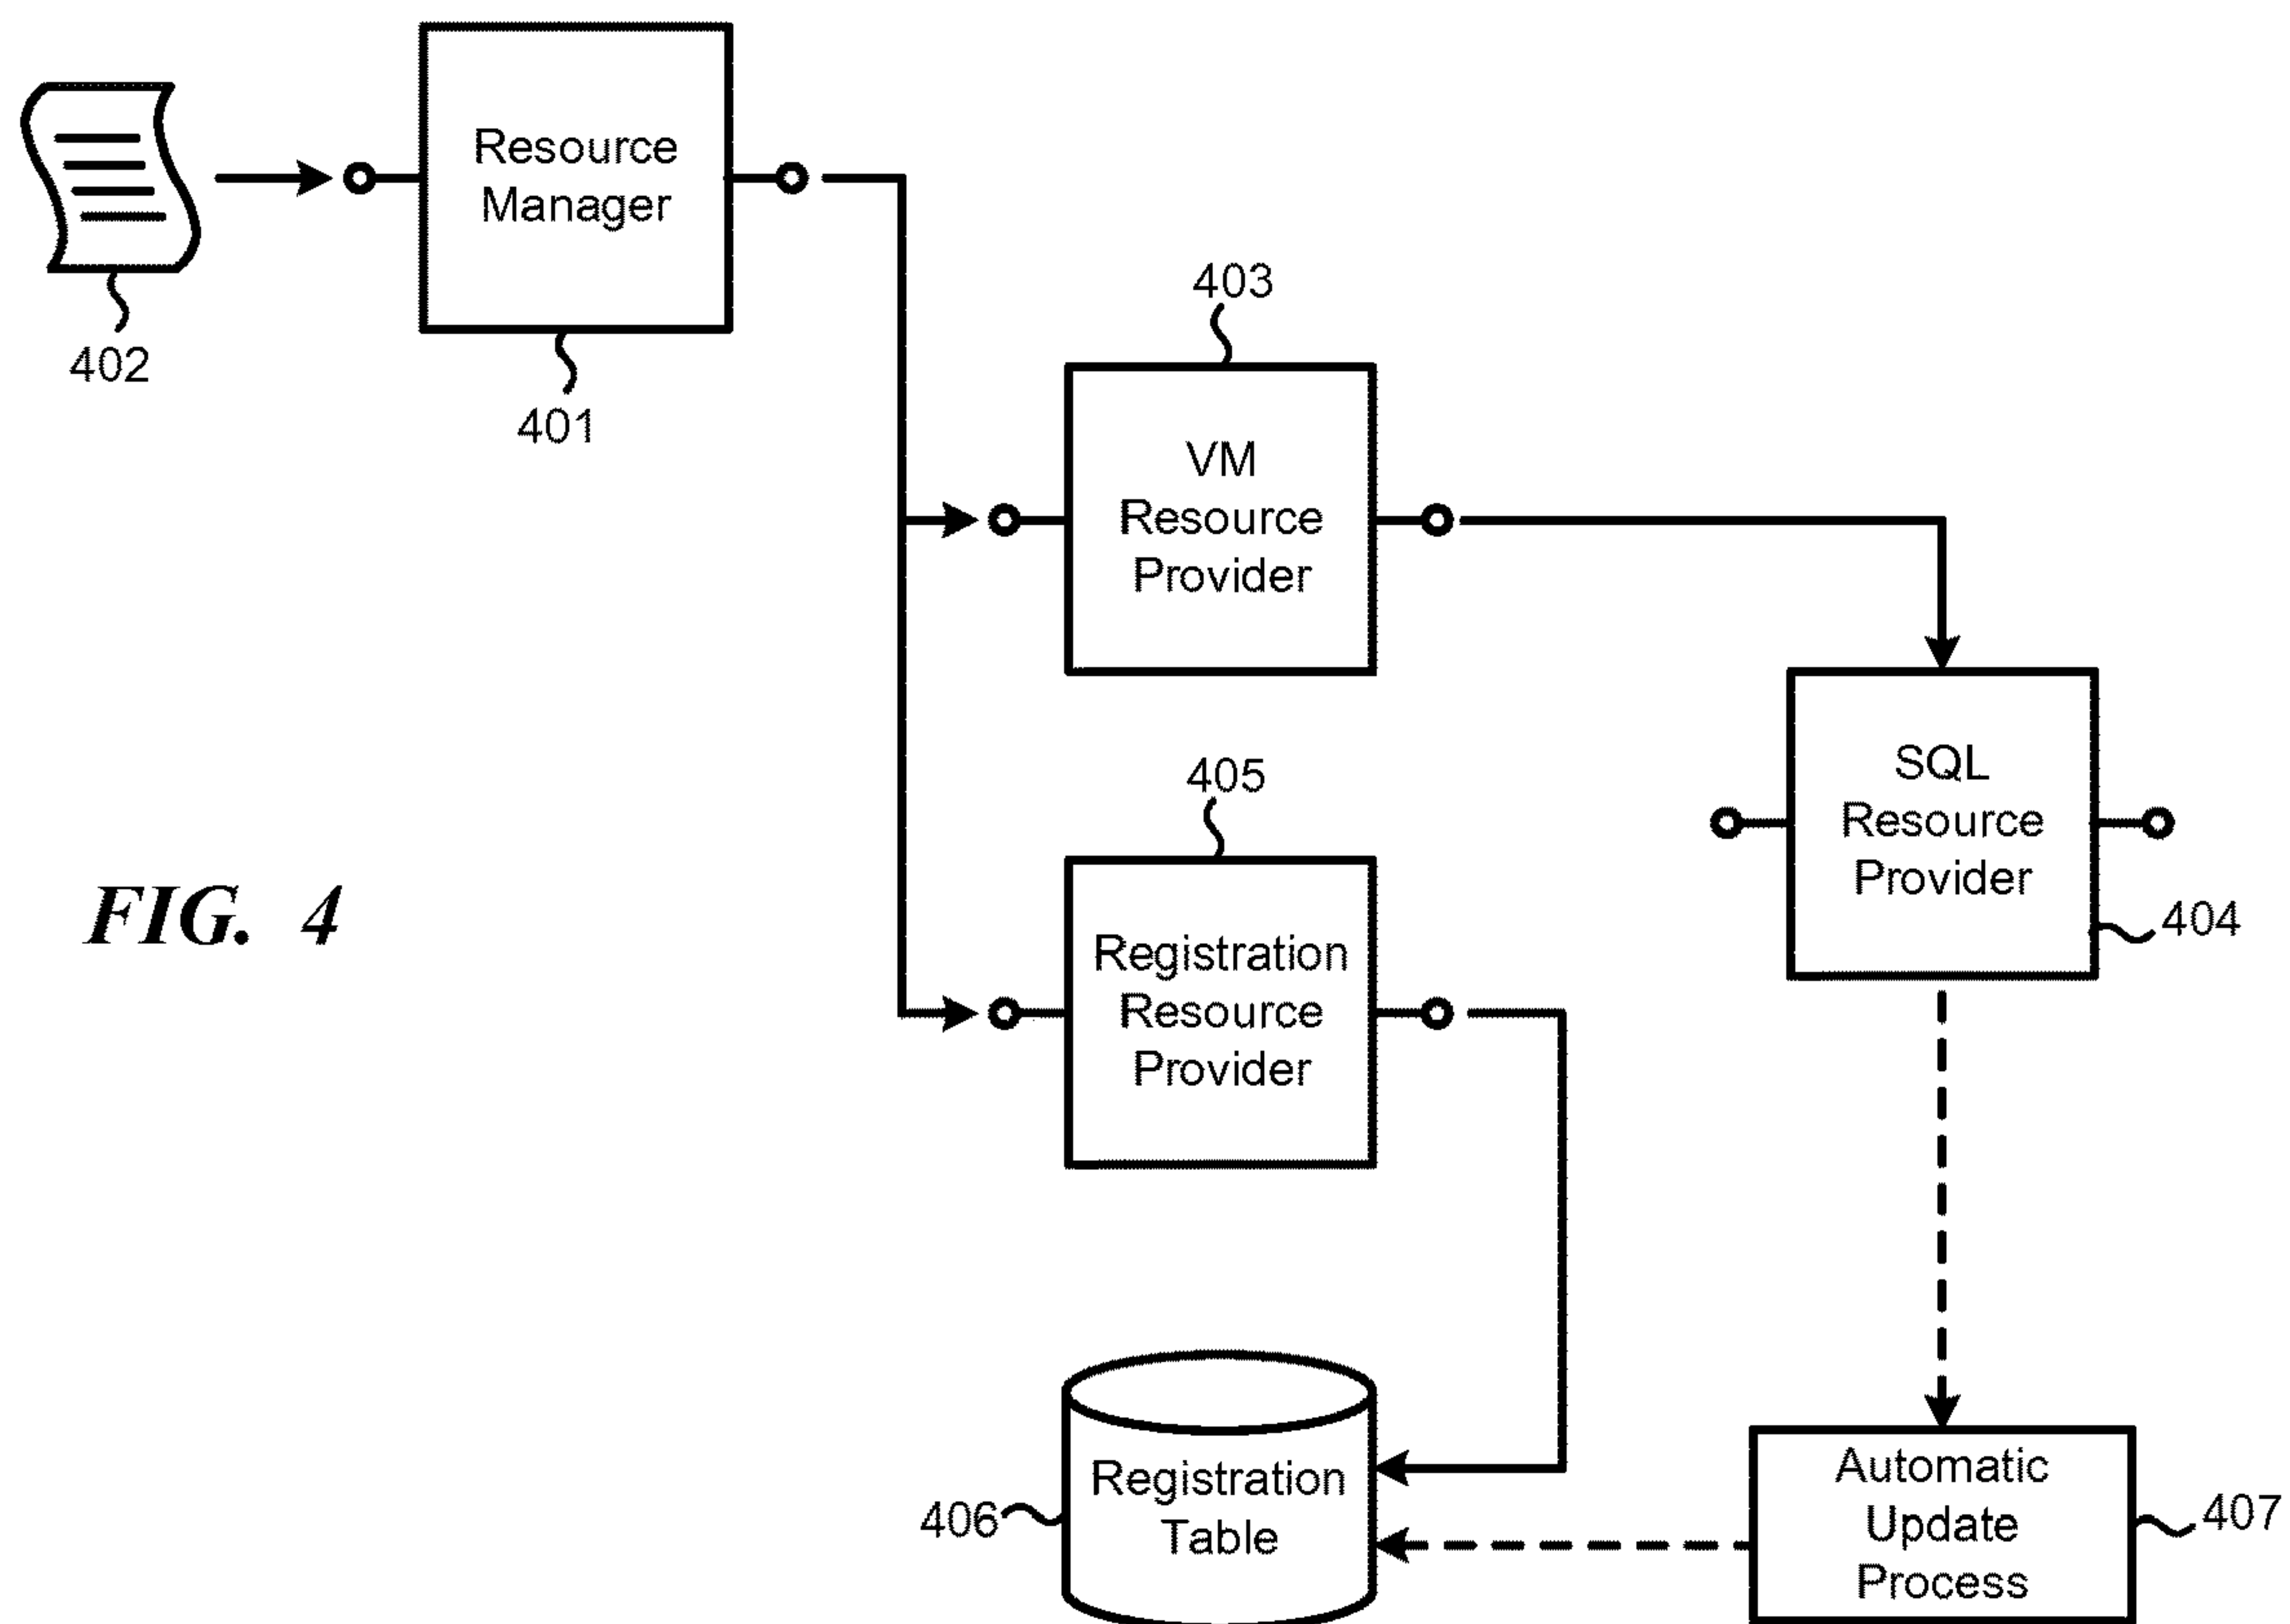 Resource
Manager
402
401
403
VM
Resource
Provider
405
SQL
Resource
Provider
404
FIG. 4
Registration
Resource
Provider
Registration
Table
406
Automatic
Update
Process
407